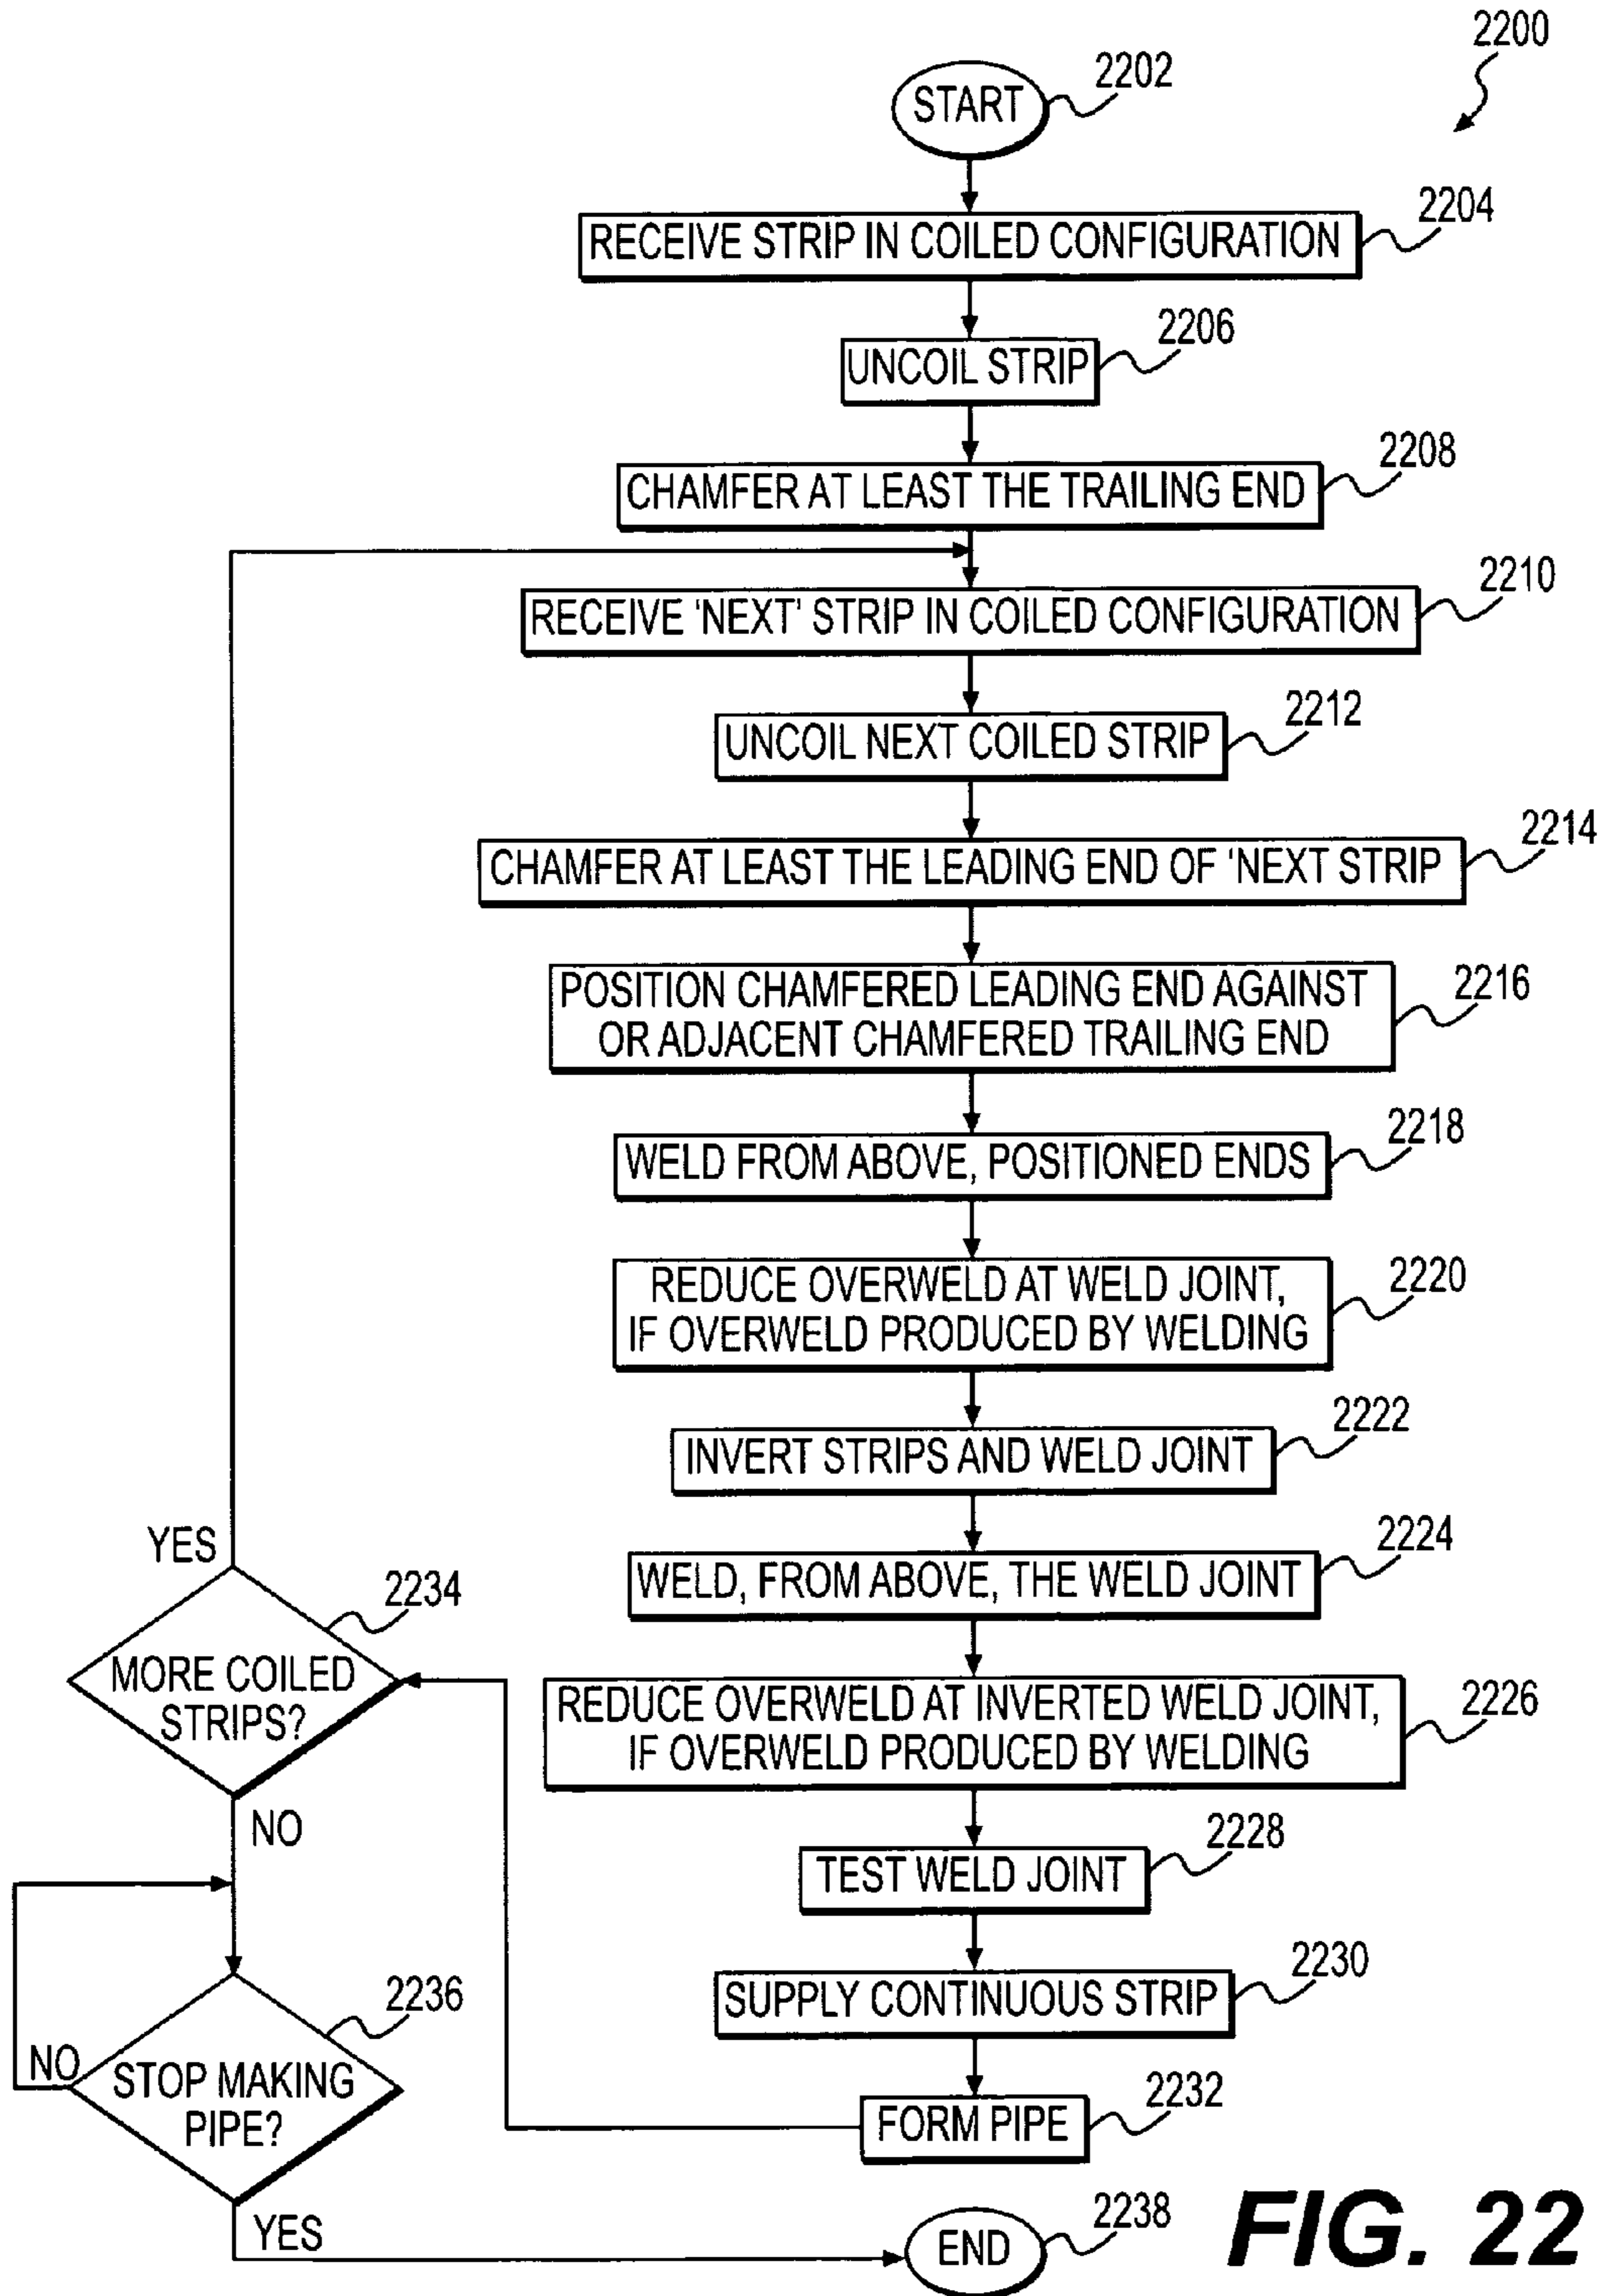 2200
START
2202
RECEIVE STRIP IN COILED CONFIGURATION
2204
UNCOIL STRIP
2206
CHAMFER AT LEAST THE TRAILING END
2208
RECEIVE 'NEXT' STRIP IN COILED CONFIGURATION
2210
UNCOIL NEXT COILED STRIP
2212
CHAMFER AT LEAST THE LEADING END OF 'NEXT STRIP
2214
POSITION CHAMFERED LEADING END AGAINST
OR ADJACENT CHAMFERED TRAILING END
2216
WELD FROM ABOVE, POSITIONED ENDS
2218
REDUCE OVERWELD AT WELD JOINT,
IF OVERWELD PRODUCED BY WELDING
2220
INVERT STRIPS AND WELD JOINT
2222
WELD, FROM ABOVE, THE WELD JOINT
2224
REDUCE OVERWELD AT INVERTED WELD JOINT,
IF OVERWELD PRODUCED BY WELDING
2226
TEST WELD JOINT
2228
SUPPLY CONTINUOUS STRIP
2230
FORM PIPE
2232
YES
MORE COILED
STRIPS?
2234
NO
STOP MAKING
PIPE?
2236
NO
YES
END
2238
FIG. 22